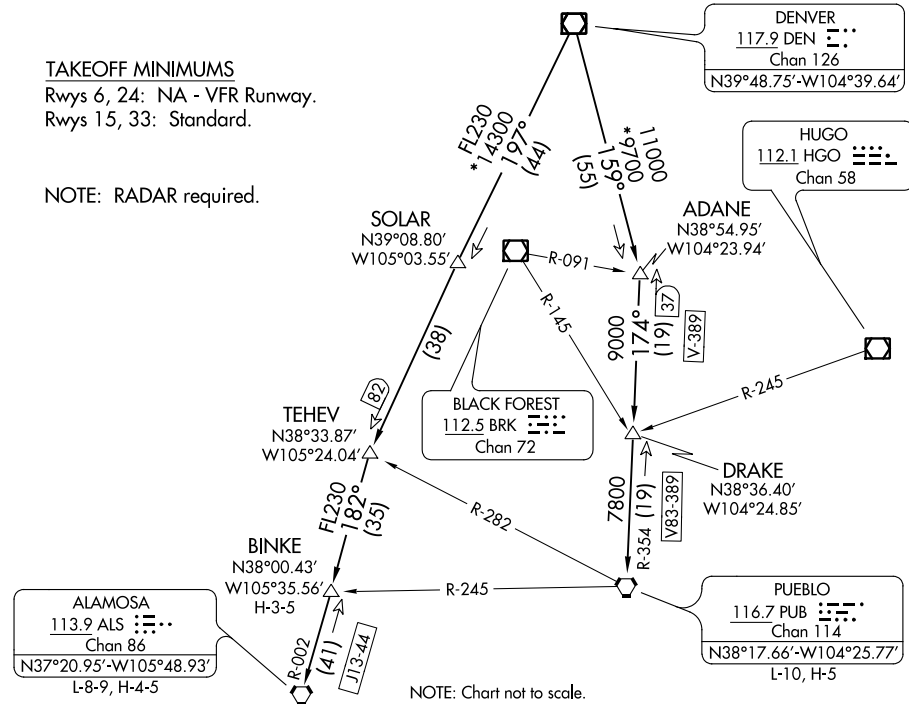 TAKEOFF MINIMUMS
Rwys 6, 24: NA - VFR Runway.
Rwys 15, 33: Standard.
NOTE: RADAR required.
DENVER
117.9 DEN
Chan 126
N39°48.75’-W104°39.64’
HUGO
112.1 HGO
Chan 58
FL230
*14300
197°
(44)
11000
*9700
159°
(55)
SOLAR
N39°08.80’
W105°03.55’
ADANE
N38°54.95’
W104°23.94’
R-091
R-145
37
9000
174°
(19)
V-389
(38)
82
BLACK FOREST
112.5 BRK
Chan 72
R-245
TEHEV
N38°33.87’
W105°24.04’
DRAKE
N38°36.40’
W104°24.85’
FL230
182°
(35)
R-282
7800
(19)
R-354
V83-389
BINKE
N38°00.43’
W105°35.56’
H-3-5
R-245
ALAMOSA
113.9 ALS
Chan 86
N37°20.95’-W105°48.93’
L-8-9, H-4-5
R-002
(41)
J13-44
PUEBLO
116.7 PUB
Chan 114
N38°17.66’-W104°25.77’
L-10, H-5
NOTE: Chart not to scale.